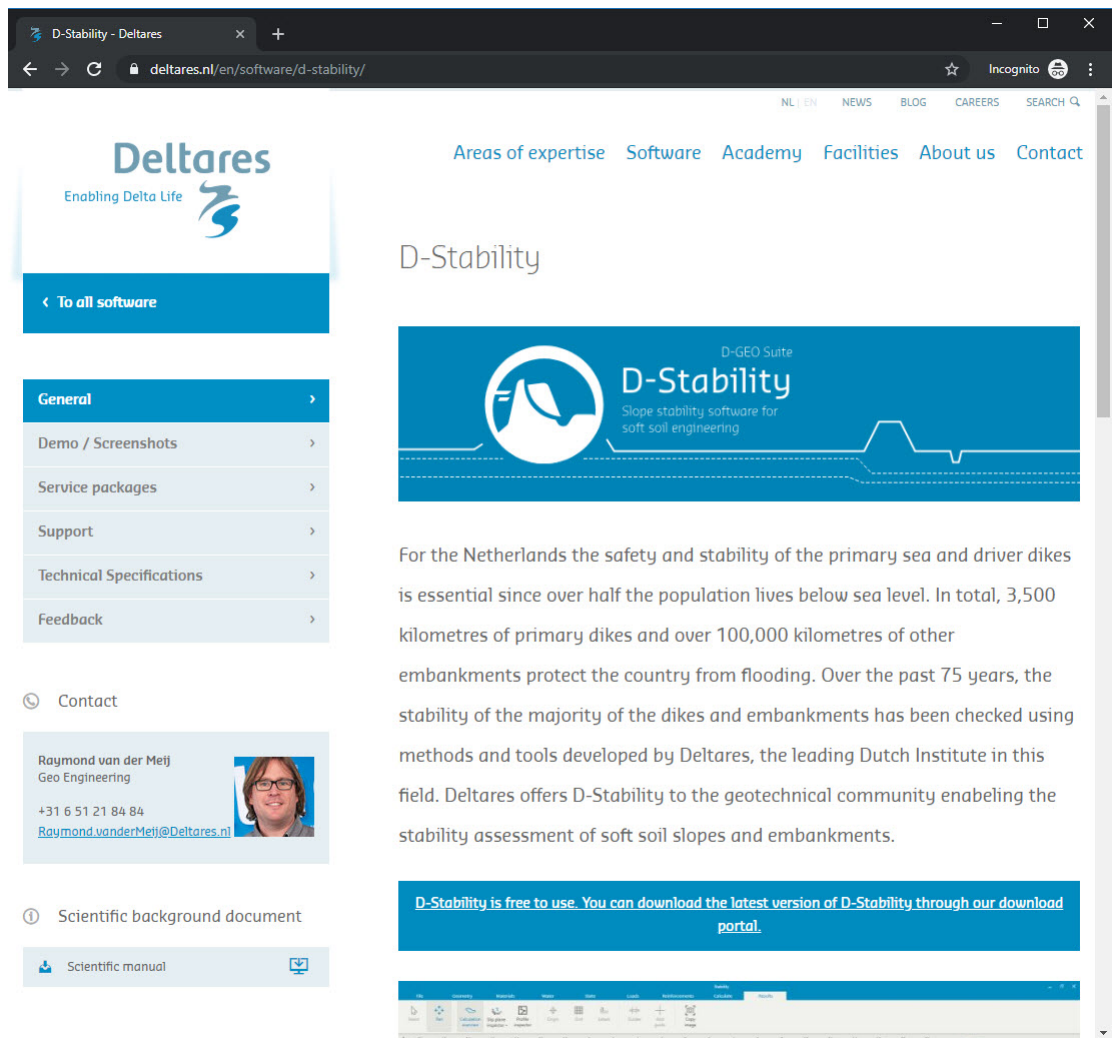 D-Stability - Deltares
deltares.nl/en/software/d-stability/
Incognito
NL | EN NEWS BLOG CAREERS SEARCH
Deltares
Enabling Delta Life
Areas of expertise Software Academy Facilities About us Contact
To all software
General
Demo / Screenshots
Service packages
Support
Technical Specifications
Feedback
Contact
Raymond van der Meij
Geo Engineering
+31 6 51 21 84 84
Raymond.vanderMeij@Deltares.nl
Scientific background document
Scientific manual
D-Stability
D-GEO Suite
D-Stability
Slope stability software for
soft soil engineering
For the Netherlands the safety and stability of the primary sea and driver dikes
is essential since over half the population lives below sea level. In total, 3,500
kilometres of primary dikes and over 100,000 kilometres of other
embankments protect the country from flooding. Over the past 75 years, the
stability of the majority of the dikes and embankments has been checked using
methods and tools developed by Deltares, the leading Dutch Institute in this
field. Deltares offers D-Stability to the geotechnical community enabeling the
stability assessment of soft soil slopes and embankments.
D-Stability is free to use. You can download the latest version of D-Stability through our download
portal.